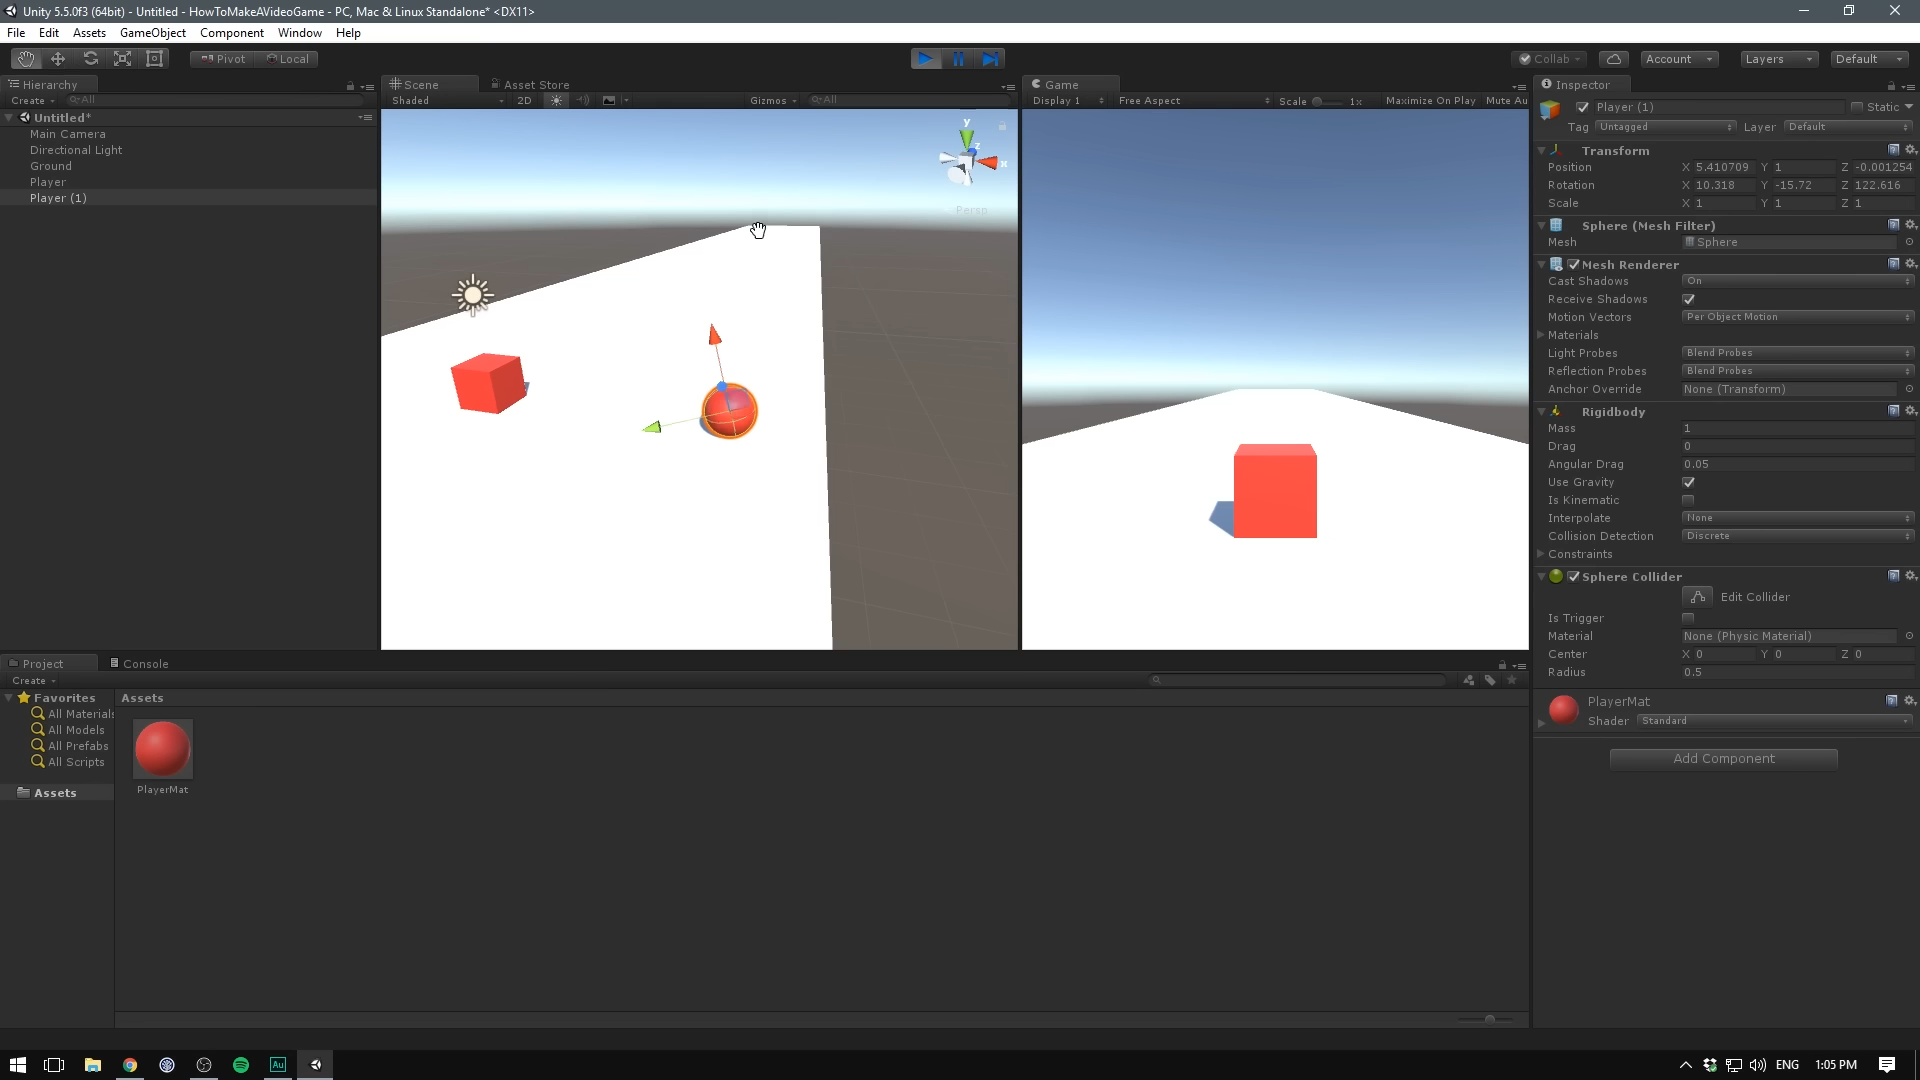 Unity 5.5.0f3 (64bit) - Untitled - HowToMakeAVideoGame - PC, Mac & Linux Standalone* <DX11>
File Edit Assets GameObject Component Window Help
Pivot Local Collab Account Layers Default
Hierarchy
Create All
Untitled*
Main Camera
Directional Light
Ground
Player
Player (1)
Scene Asset Store
Shaded 2D Gizmos All
y
z
x
Persp
Game
Display 1 Free Aspect Scale 1x Maximize On Play Mute Au
Inspector
Player (1) Static
Tag Untagged Layer Default
Transform
Position X 5.410709 Y 1 Z -0.001254
Rotation X 10.318 Y -15.72 Z 122.616
Scale X 1 Y 1 Z 1
Sphere (Mesh Filter)
Mesh Sphere
Mesh Renderer
Cast Shadows On
Receive Shadows
Motion Vectors Per Object Motion
Materials
Light Probes Blend Probes
Reflection Probes Blend Probes
Anchor Override None (Transform)
Rigidbody
Mass 1
Drag 0
Angular Drag 0.05
Use Gravity
Is Kinematic
Interpolate None
Collision Detection Discrete
Constraints
Sphere Collider
Edit Collider
Is Trigger
Material None (Physic Material)
Center X 0 Y 0 Z 0
Radius 0.5
PlayerMat
Shader Standard
Add Component
Project Console
Create
Favorites
All Materials
All Models
All Prefabs
All Scripts
Assets
Assets
PlayerMat
Au
ENG 1:05 PM